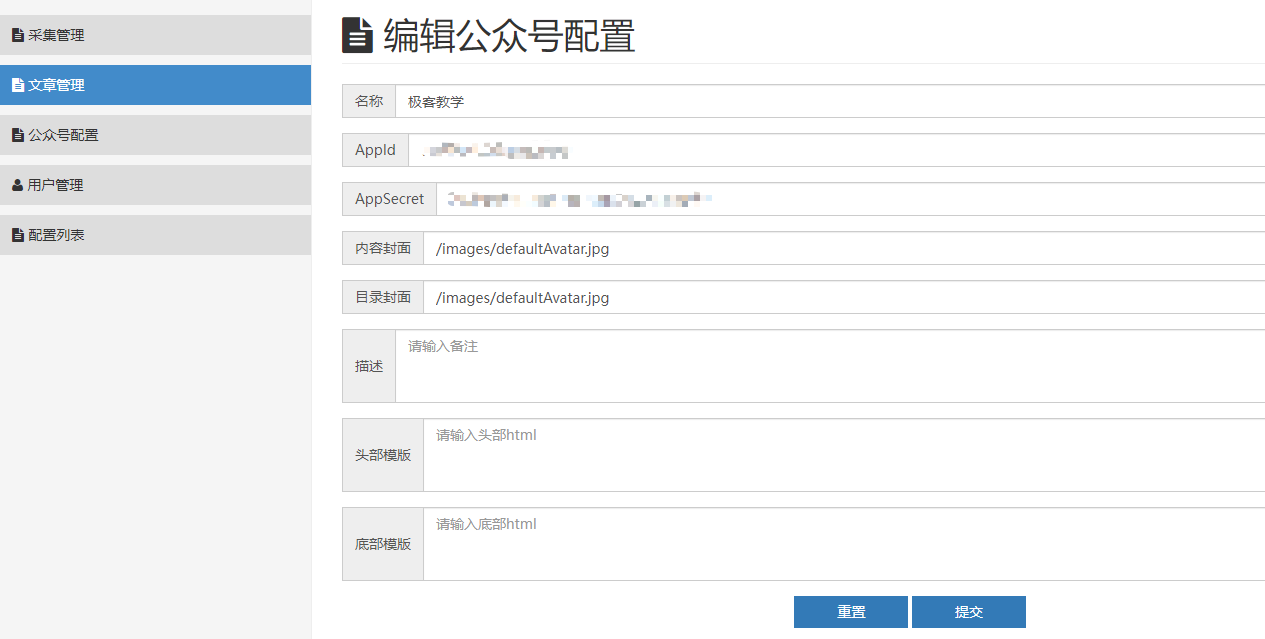 采集管理
文章管理
公众号配置
用户管理
配置列表
编辑公众号配置
名称 极客教学
AppId
AppSecret
内容封面 /images/defaultAvatar.jpg
目录封面 /images/defaultAvatar.jpg
描述 请输入备注
头部模版 请输入头部html
底部模版 请输入底部html
重置 提交